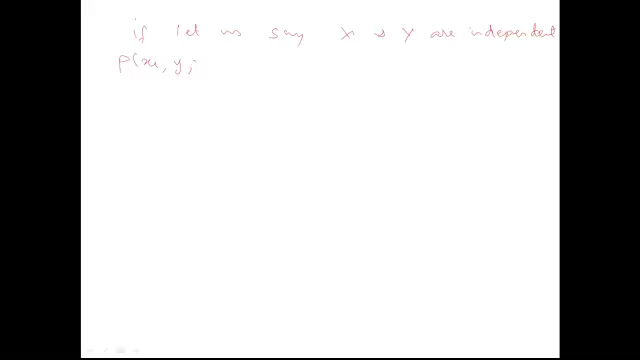 if let us say X & Y are independent
P(x, y;